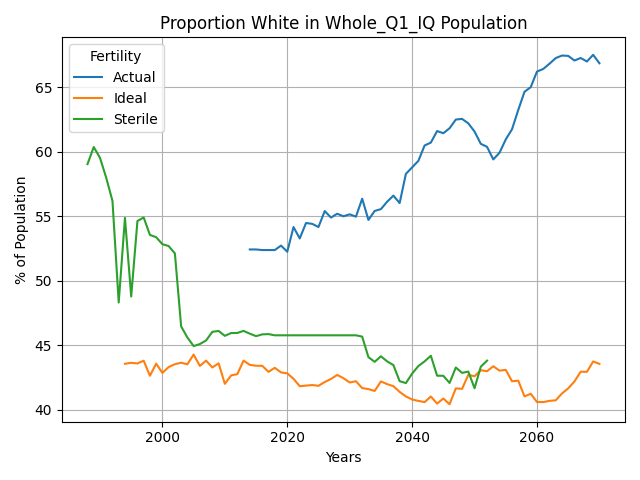 Proportion White in Whole_Q1_IQ Population
Fertility
Actual
Ideal
Sterile
% of Population
65
60
55
50
45
40
2000
2020
2040
2060
Years